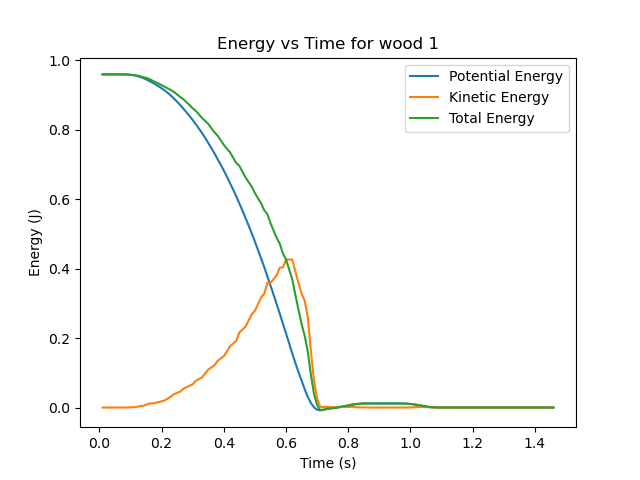 Energy vs Time for wood 1
Potential Energy
Kinetic Energy
Total Energy
Energy (J)
1.0
0.8
0.6
0.4
0.2
0.0
0.0 0.2 0.4 0.6 0.8 1.0 1.2 1.4
Time (s)